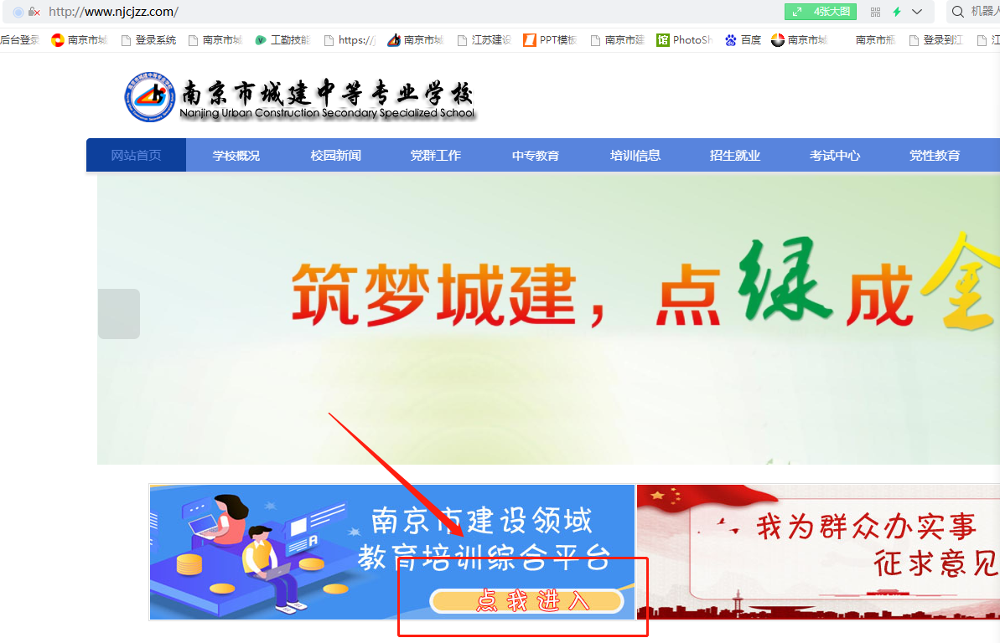 http://www.njcjzz.com/
4张大图
机器人
后台登录
南京市城
登录系统
南京市城
工勤技能
https://
南京市城
江苏建设
PPT模板
南京市建
PhotoSh
百度
南京市城
南京市瓶
登录到江
江
南京市城建中等专业学校
Nanjing Urban Construction Secondary Specialized School
网站首页
学校概况
校园新闻
党群工作
中专教育
培训信息
招生就业
考试中心
党性教育
筑梦城建，点绿成金
南京市建设领域
教育培训综合平台
点我进入
我为群众办实事
征求意见